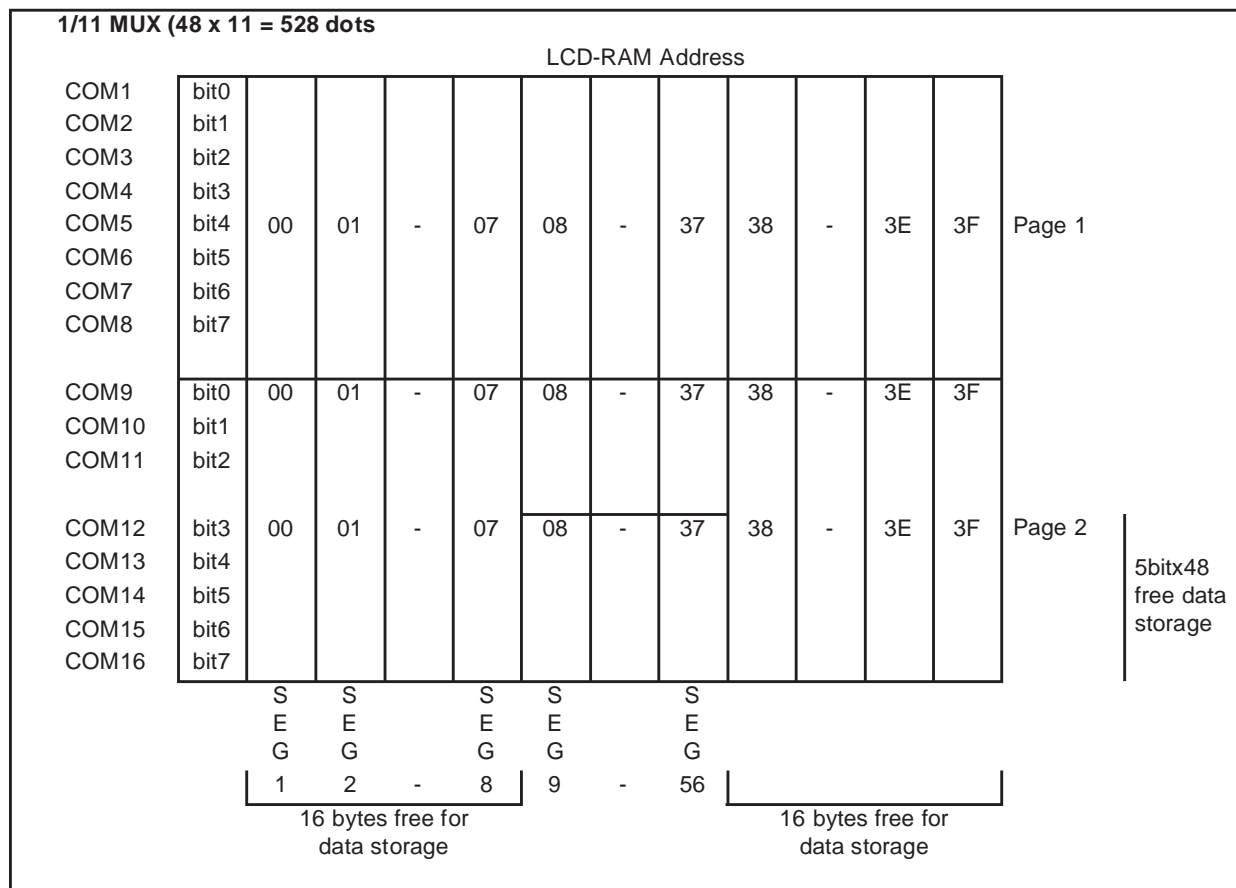 1/11 MUX (48 x 11 = 528 dots
LCD-RAM Address
COM1 bit0
COM2 bit1
COM3 bit2
COM4 bit3
COM5 bit4 00 01 - 07 08 - 37 38 - 3E 3F Page 1
COM6 bit5
COM7 bit6
COM8 bit7
COM9 bit0 00 01 - 07 08 - 37 38 - 3E 3F
COM10 bit1
COM11 bit2
COM12 bit3 00 01 - 07 08 - 37 38 - 3E 3F Page 2
COM13 bit4
COM14 bit5
COM15 bit6
COM16 bit7
5bitx48
free data
storage
S S S S S
E E E E E
G G G G G
1 2 - 8 9 - 56
16 bytes free for
data storage
16 bytes free for
data storage